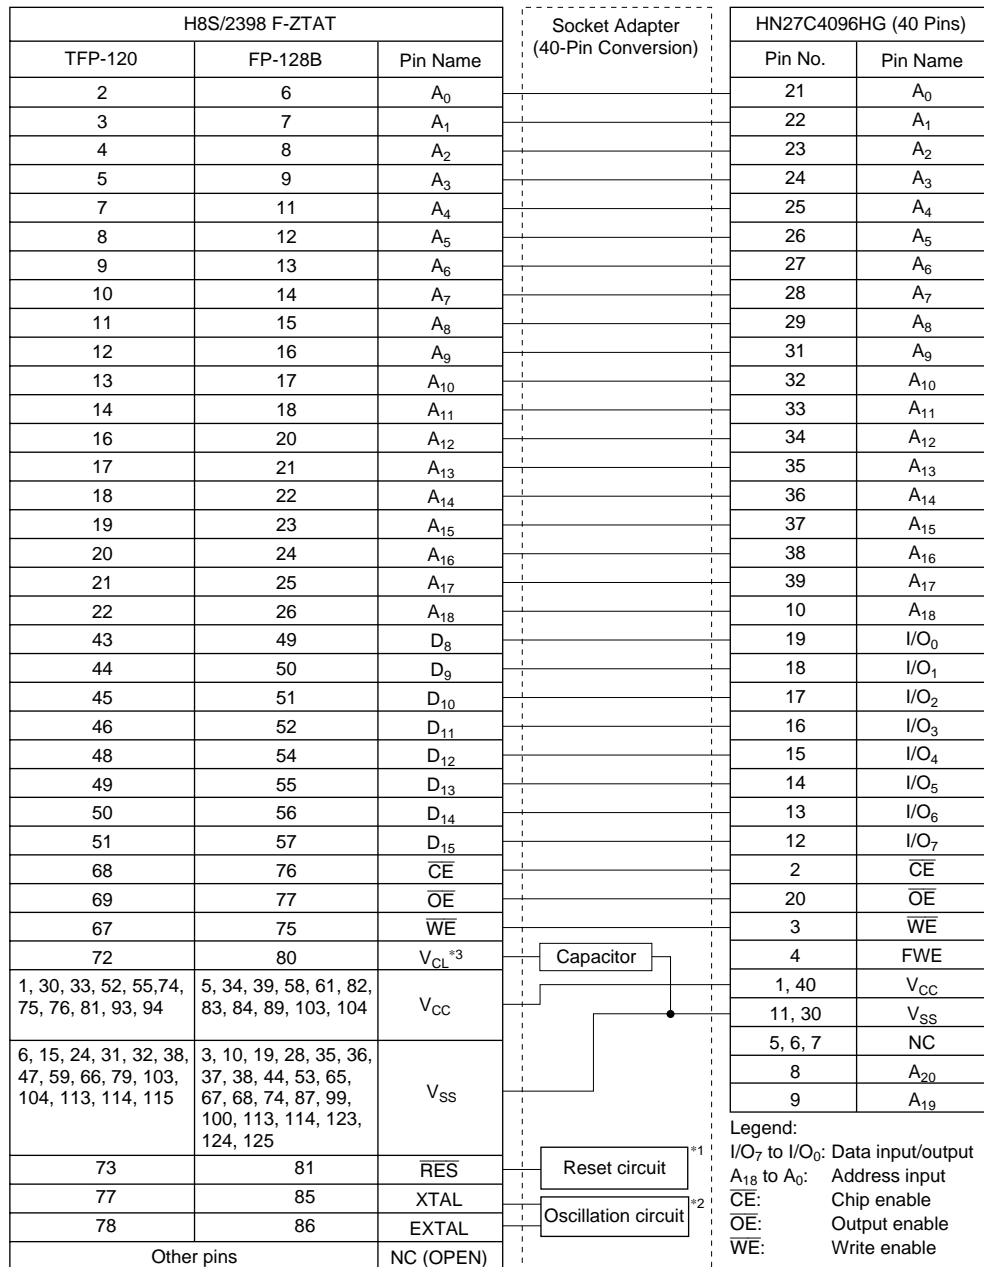 H8S/2398 F-ZTAT Socket Adapter HN27C4096HG (40 Pins)
(40-Pin Conversion)
TFP-120 FP-128B Pin Name Pin No. Pin Name
2 6 A0 21 A0
3 7 A1 22 A1
4 8 A2 23 A2
5 9 A3 24 A3
7 11 A4 25 A4
8 12 A5 26 A5
9 13 A6 27 A6
10 14 A7 28 A7
11 15 A8 29 A8
12 16 A9 31 A9
13 17 A10 32 A10
14 18 A11 33 A11
16 20 A12 34 A12
17 21 A13 35 A13
18 22 A14 36 A14
19 23 A15 37 A15
20 24 A16 38 A16
21 25 A17 39 A17
22 26 A18 10 A18
43 49 D8 19 I/O0
44 50 D9 18 I/O1
45 51 D10 17 I/O2
46 52 D11 16 I/O3
48 54 D12 15 I/O4
49 55 D13 14 I/O5
50 56 D14 13 I/O6
51 57 D15 12 I/O7
68 76 CE 2 CE
69 77 OE 20 OE
67 75 WE 3 WE
72 80 VCL*3 Capacitor 4 FWE
1, 30, 33, 52, 55,74, 5, 34, 39, 58, 61, 82, VCC 1, 40 VCC
75, 76, 81, 93, 94 83, 84, 89, 103, 104 11, 30 VSS
6, 15, 24, 31, 32, 38, 3, 10, 19, 28, 35, 36, VSS 5, 6, 7 NC
47, 59, 66, 79, 103, 37, 38, 44, 53, 65, 8 A20
104, 113, 114, 115 67, 68, 74, 87, 99, 9 A19
100, 113, 114, 123,
124, 125
Legend:
73 81 RES Reset circuit *1 I/O7 to I/O0: Data input/output
A18 to A0: Address input
77 85 XTAL Oscillation circuit *2 CE: Chip enable
78 86 EXTAL OE: Output enable
Other pins NC (OPEN) WE: Write enable